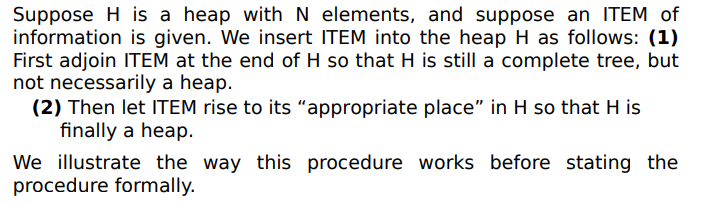 Suppose H is a heap with N elements, and suppose an ITEM of
information is given. We insert ITEM into the heap H as follows: (1)
First adjoin ITEM at the end of H so that H is still a complete tree, but
not necessarily a heap.
(2) Then let ITEM rise to its “appropriate place” in H so that H is
finally a heap.
We illustrate the way this procedure works before stating the
procedure formally.